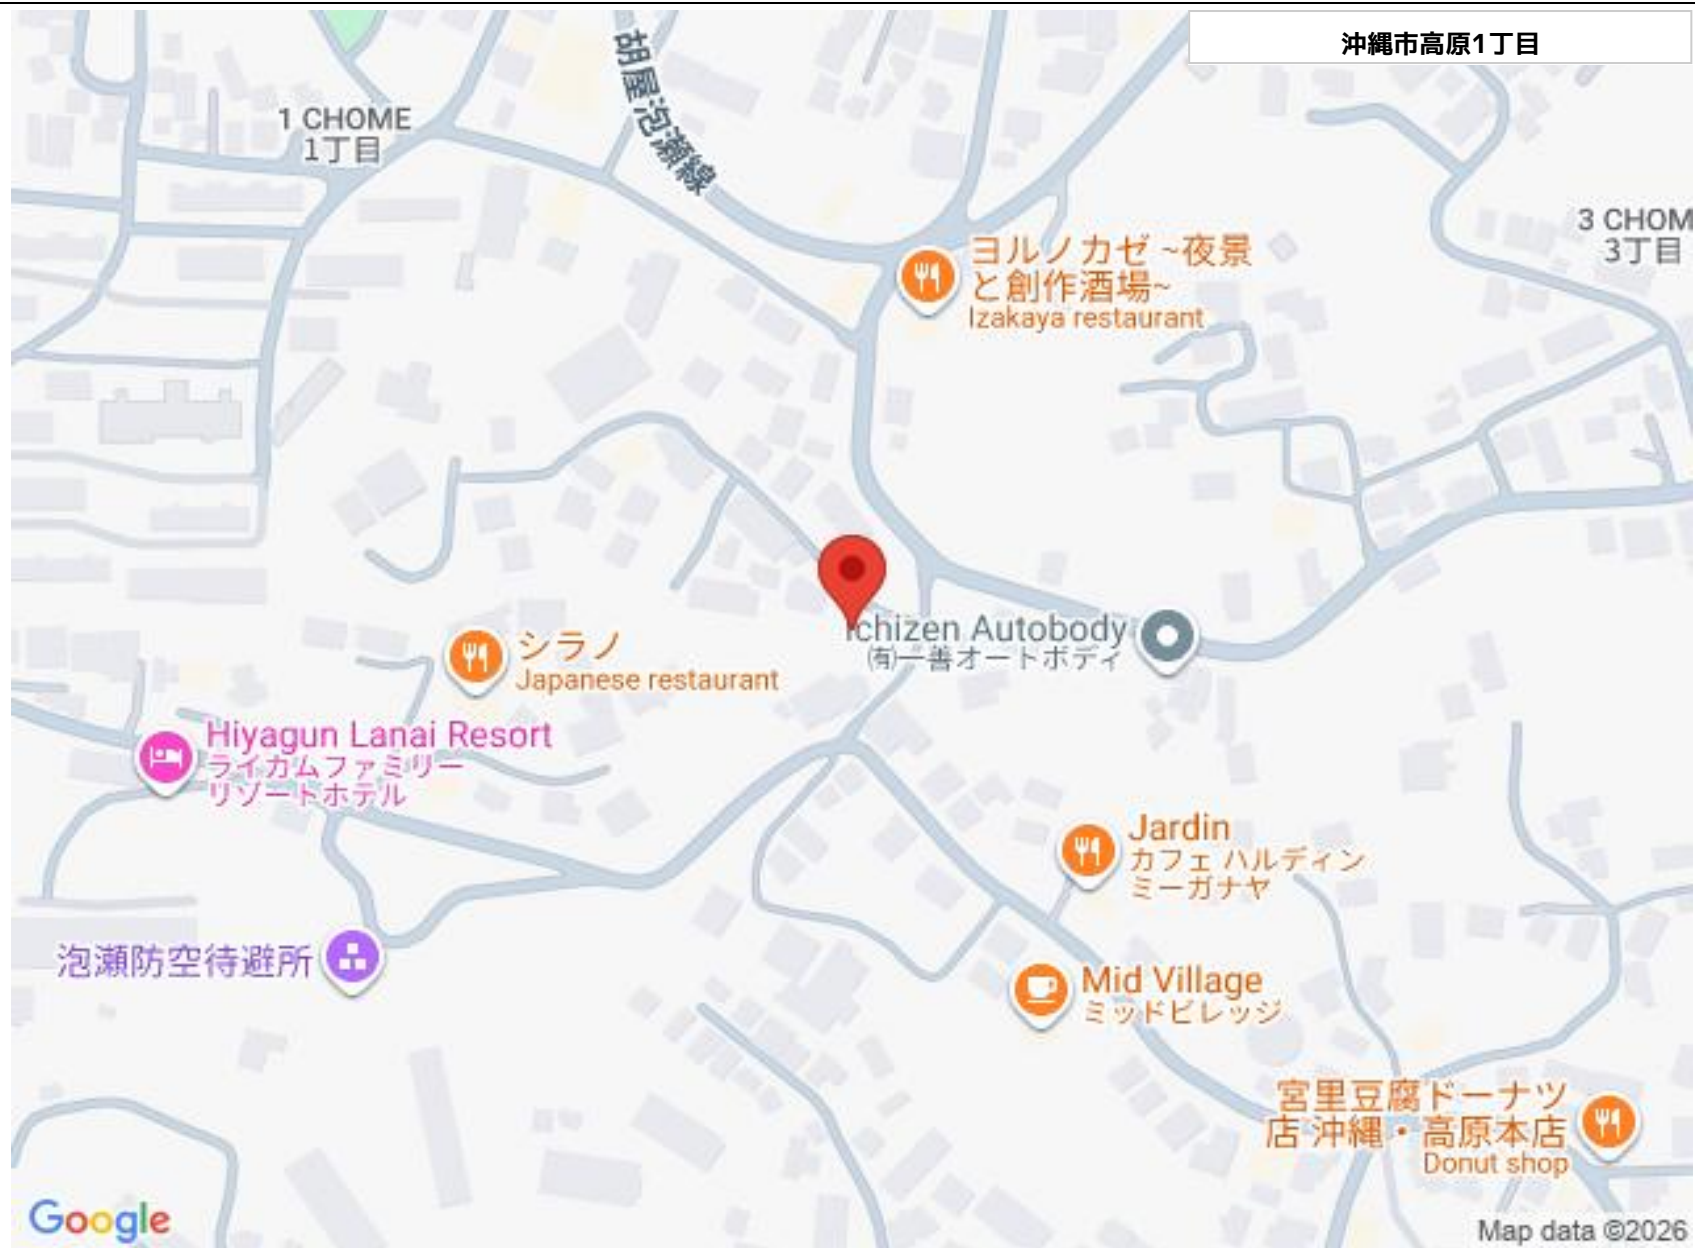 沖縄市高原1丁目
胡屋泡瀬線
1 CHOME
1丁目
3 CHOM
3丁目
ヨルノカゼ ~夜景
と創作酒場~
Izakaya restaurant
Ichizen Autobody
㈲一善オートボディ
シラノ
Japanese restaurant
Hiyagun Lanai Resort
ライカムファミリー
リゾートホテル
Jardin
カフェ ハルディン
ミーガナヤ
泡瀬防空待避所
Mid Village
ミッドビレッジ
宮里豆腐ドーナツ
店 沖縄・高原本店
Donut shop
Google
Map data ©2026